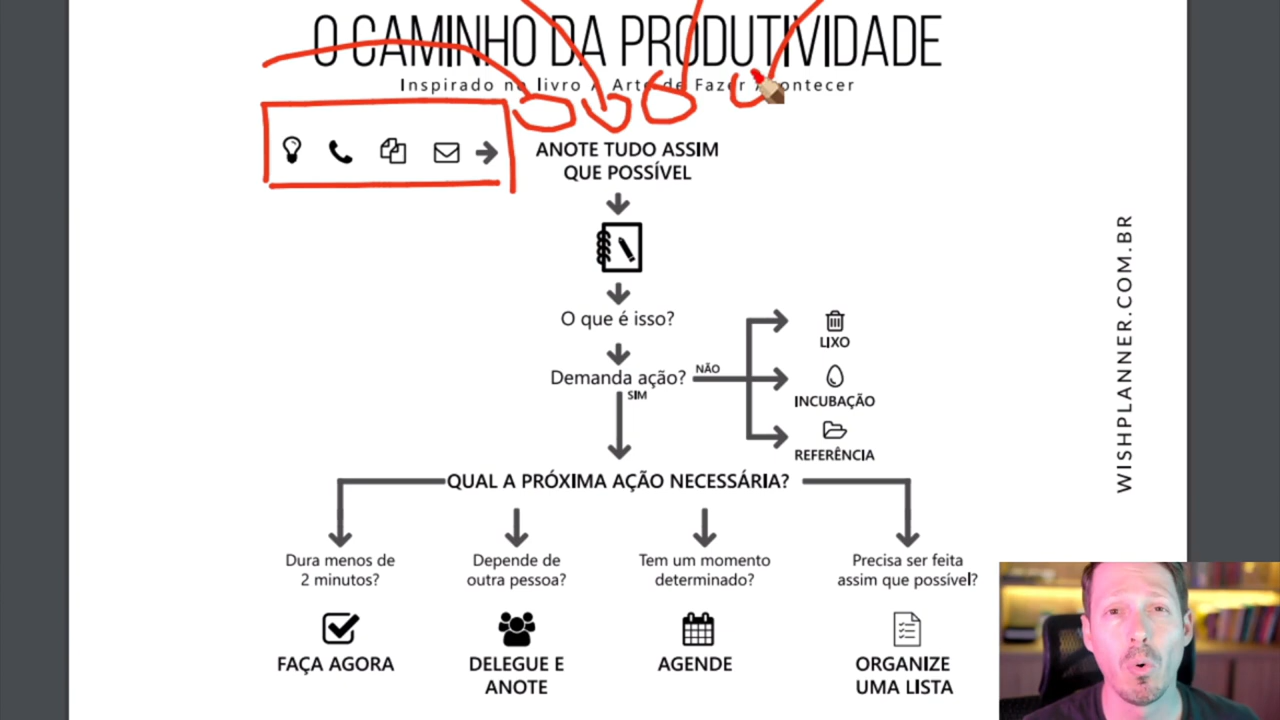 O CAMINHO DA PRODUTIVIDADE
Inspirado no livro A Arte de Fazer Acontecer
ANOTE TUDO ASSIM
QUE POSSÍVEL
O que é isso?
Demanda ação?
NÃO
SIM
LIXO
INCUBAÇÃO
REFERÊNCIA
QUAL A PRÓXIMA AÇÃO NECESSÁRIA?
Dura menos de
2 minutos?
FAÇA AGORA
Depende de
outra pessoa?
DELEGUE E
ANOTE
Tem um momento
determinado?
AGENDE
Precisa ser feita
assim que possível?
ORGANIZE
UMA LISTA
WISHPLANNER.COM.BR